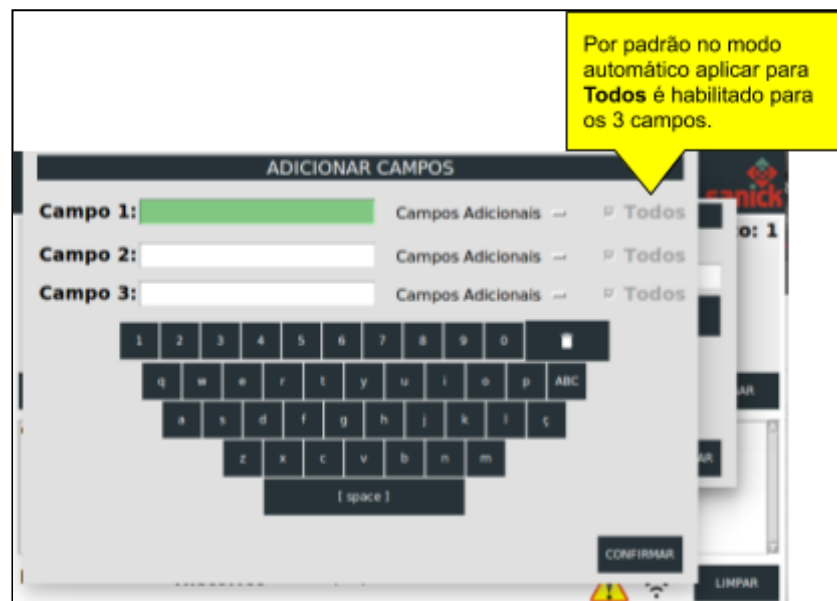 Por padrão no modo
automático aplicar para
Todos é habilitado para
os 3 campos.
ADICIONAR CAMPOS
sanick
Campo 1: Campos Adicionais Todos
o: 1
Campo 2: Campos Adicionais Todos
Campo 3: Campos Adicionais Todos
1 2 3 4 5 6 7 8 9 0
q w e r t y u i o p ABC
AR
a s d f g h j k l ç
z x c v b n m
AR
[ space ]
CONFIRMAR
LIMPAR